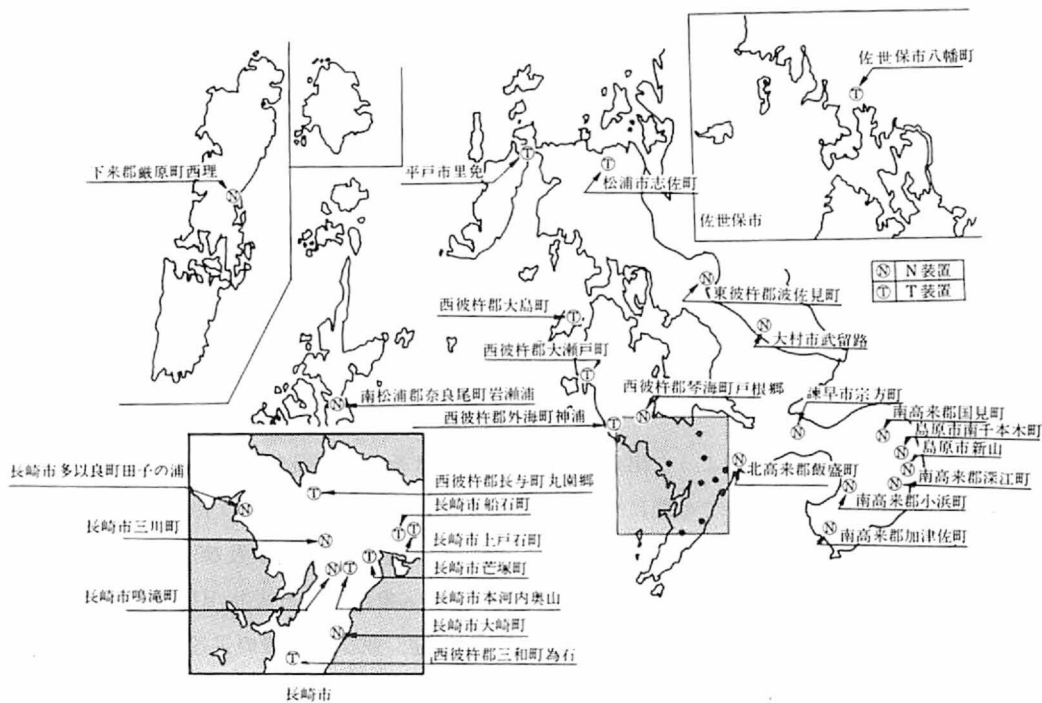 佐世保市八幡町
Ⓣ
佐世保市
下来郡厳原町西理
Ⓝ
平戸市里免
Ⓣ
Ⓣ
松浦市志佐町
Ⓝ N装置
Ⓣ T装置
Ⓝ
東彼杵郡波佐見町
西彼杵郡大島町
Ⓣ
Ⓝ
大村市武留路
西彼杵郡大瀬戸町
Ⓣ
西彼杵郡琴海町戸根郷
Ⓝ
南松浦郡奈良尾町岩瀬浦
Ⓝ
西彼杵郡外海町神浦
Ⓣ
諫早市宗方町
Ⓝ
南高来郡国見町
Ⓝ
島原市南千本木町
Ⓝ
島原市新山
Ⓝ
北高来郡飯盛町
Ⓝ
南高来郡深江町
Ⓝ
南高来郡小浜町
Ⓝ
南高来郡加津佐町
Ⓝ
長崎市多以良町田子の浦
Ⓝ
西彼杵郡長与町丸園郷
Ⓣ
長崎市船石町
Ⓣ Ⓣ
長崎市三川町
Ⓝ
長崎市上戸石町
長崎市芒塚町
Ⓣ
長崎市鳴滝町
Ⓝ Ⓣ
長崎市本河内奥山
長崎市大崎町
Ⓝ
西彼杵郡三和町為石
Ⓣ
長崎市